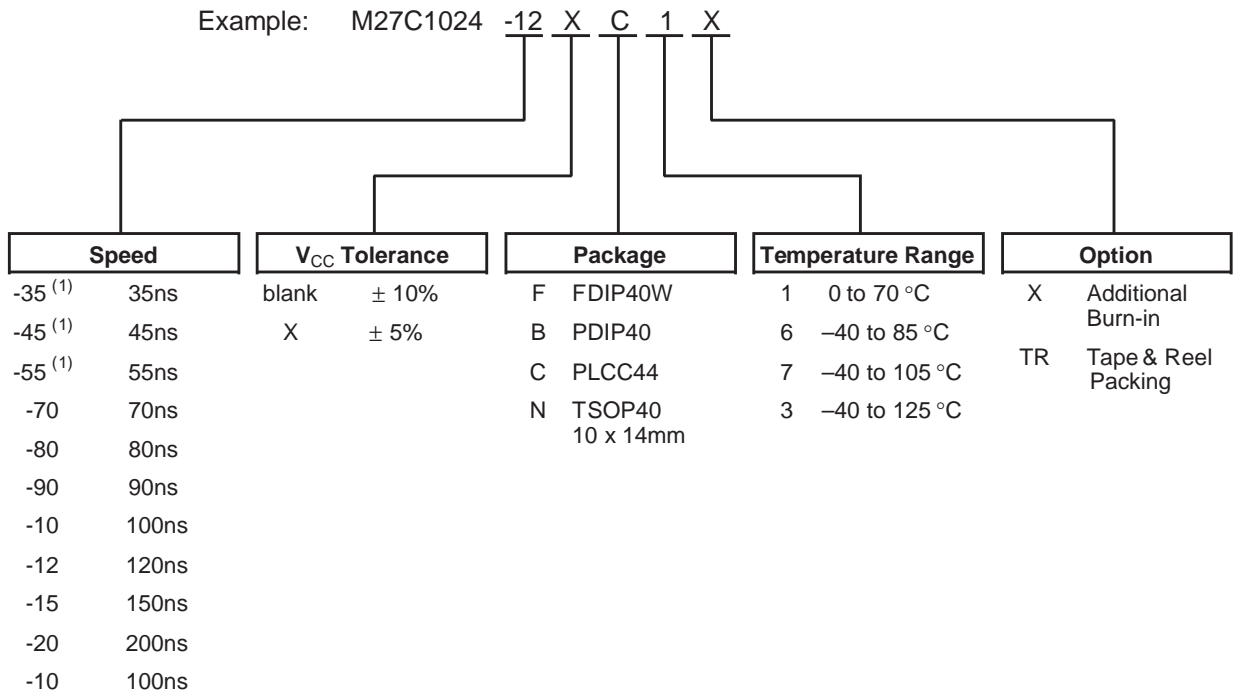 Example: M27C1024 -12 X C 1 X
Speed
-35 (1) 35ns
-45 (1) 45ns
-55 (1) 55ns
-70 70ns
-80 80ns
-90 90ns
-10 100ns
-12 120ns
-15 150ns
-20 200ns
-10 100ns
VCC Tolerance
blank ± 10%
X ± 5%
Package
F FDIP40W
B PDIP40
C PLCC44
N TSOP40
10 x 14mm
Temperature Range
1 0 to 70 °C
6 –40 to 85 °C
7 –40 to 105 °C
3 –40 to 125 °C
Option
X Additional
Burn-in
TR Tape & Reel
Packing